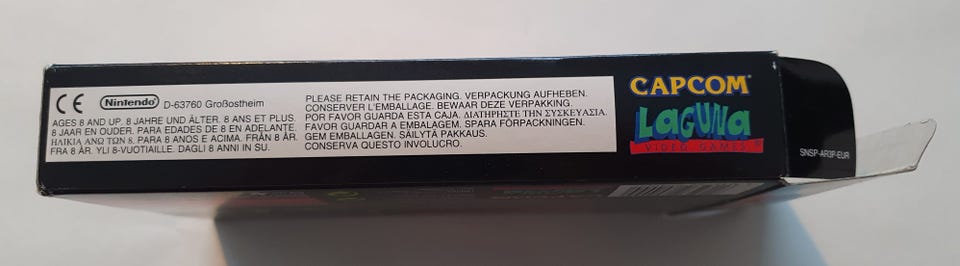 CE Nintendo D-63760 Großostheim
AGES 8 AND UP. 8 JAHRE UND ÄLTER. 8 ANS ET PLUS.
8 JAAR EN OUDER. PARA EDADES DE 8 EN ADELANTE.
ΗΛΙΚΙΑ ΑΝΩ ΤΩΝ 8. PARA 8 ANOS E ACIMA. FRÅN 8 ÅR.
FRA 8 ÅR. YLI 8-VUOTIAILLE. DAGLI 8 ANNI IN SU.
PLEASE RETAIN THE PACKAGING. VERPACKUNG AUFHEBEN.
CONSERVER L'EMBALLAGE. BEWAAR DEZE VERPAKKING.
POR FAVOR GUARDA ESTA CAJA. ΔΙΑΤΗΡΗΣΤΕ ΤΗΝ ΣΥΣΚΕΥΑΣΙΑ.
FAVOR GUARDAR A EMBALAGEM. SPARA FÖRPACKNINGEN.
GEM EMBALLAGEN. SÄILYTÄ PAKKAUS.
CONSERVA QUESTO INVOLUCRO.
CAPCOM
LAGUNA
VIDEO GAMES
SNSP-AR3P-EUR